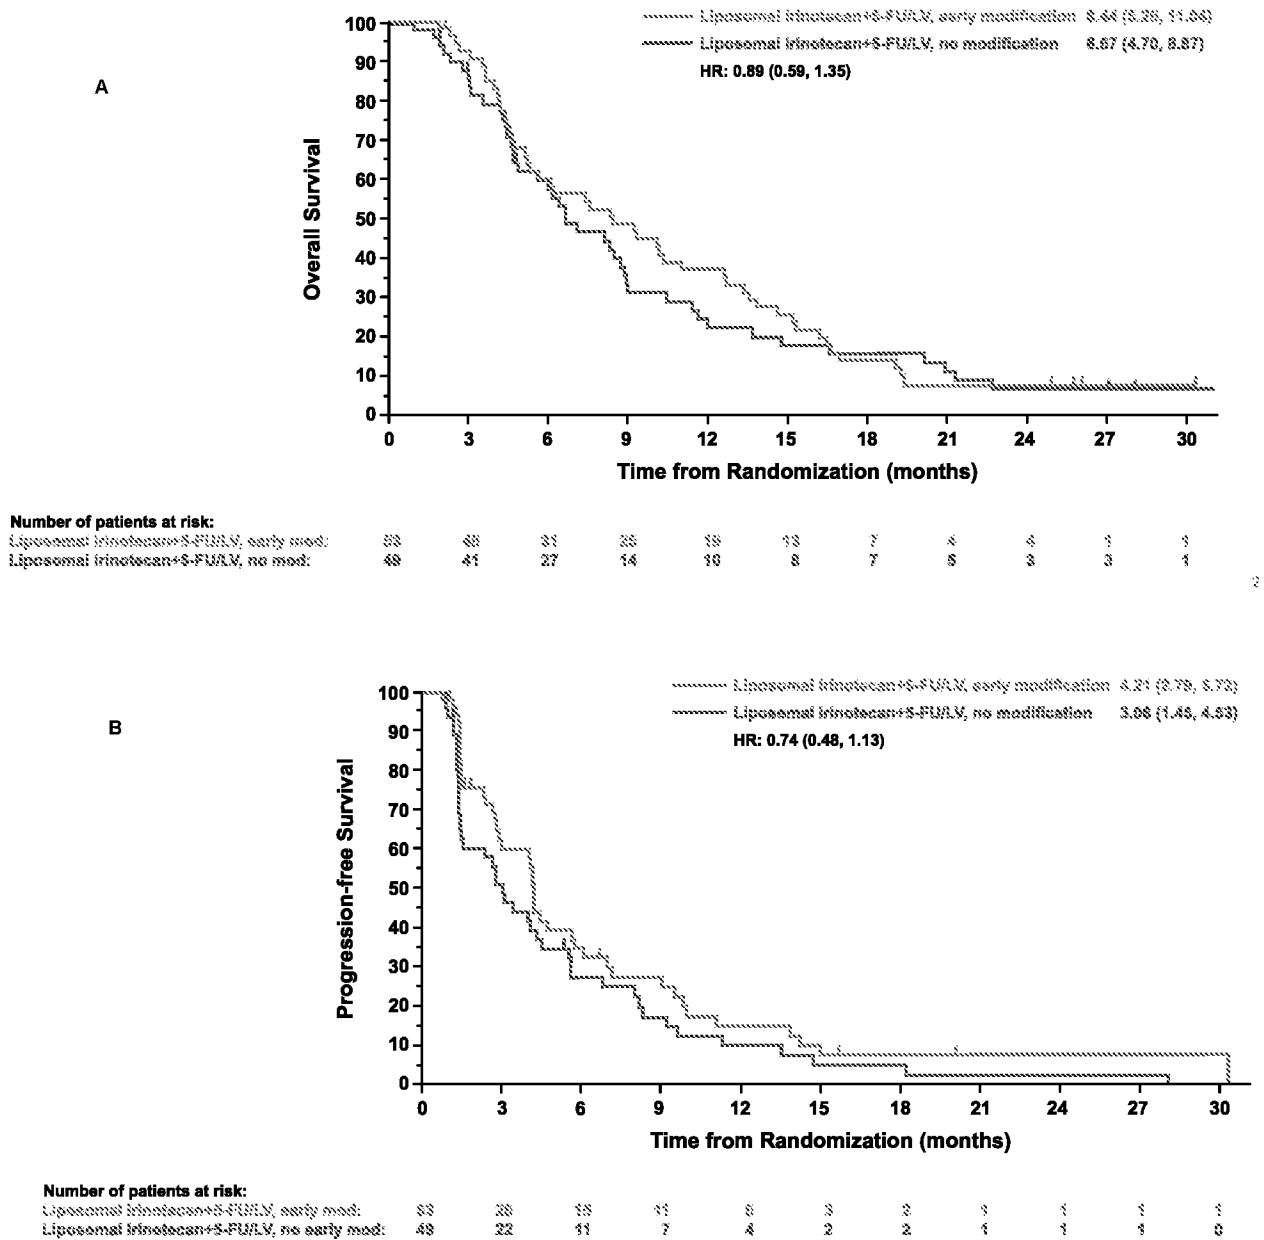 A
Overall Survival
100
90
80
70
60
50
40
30
20
10
0
Liposomal irinotecan+5-FU/LV, early modification
Liposomal irinotecan+5-FU/LV, no modification
HR: 0.89 (0.59, 1.35)
0 3 6 9 12 15 18 21 24 27 30
Time from Randomization (months)
Number of patients at risk:
Liposomal irinotecan+5-FU/LV, early mod:
Liposomal irinotecan+5-FU/LV, no mod: 49 41 27 14 10 8 7 5 3 3 1
2
B
Progression-free Survival
100
90
80
70
60
50
40
30
20
10
0
Liposomal irinotecan+5-FU/LV, early modification
Liposomal irinotecan+5-FU/LV, no modification
HR: 0.74 (0.48, 1.13)
0 3 6 9 12 15 18 21 24 27 30
Time from Randomization (months)
Number of patients at risk:
Liposomal irinotecan+5-FU/LV, early mod:
Liposomal irinotecan+5-FU/LV, no early mod: 49 22 11 7 4 2 2 1 1 1 0